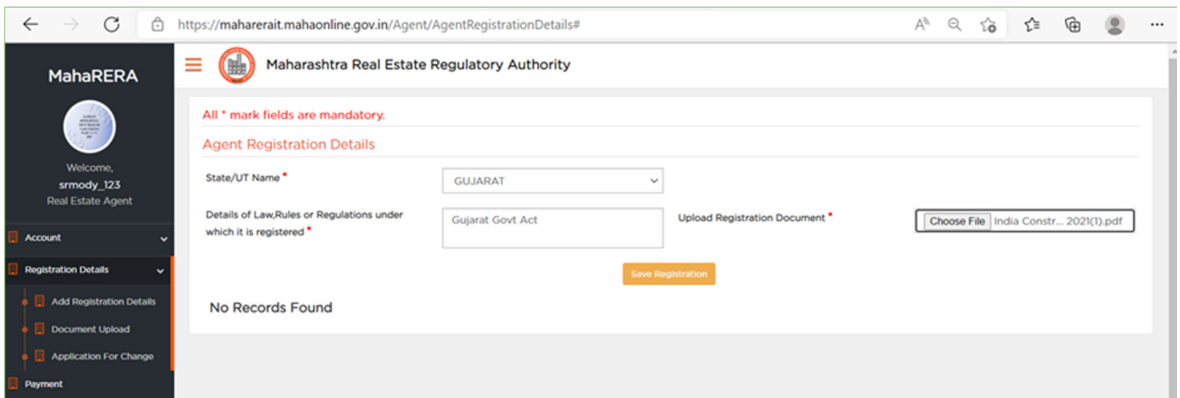 https://maharerait.mahaonline.gov.in/Agent/AgentRegistrationDetails#
MahaRERA
Welcome,
srmody_123
Real Estate Agent
Account
Registration Details
Add Registration Details
Document Upload
Application For Change
Payment
Maharashtra Real Estate Regulatory Authority
All * mark fields are mandatory.
Agent Registration Details
State/UT Name *
GUJARAT
Details of Law,Rules or Regulations under
which it is registered *
Gujarat Govt Act
Upload Registration Document *
Choose File India Constr... 2021(1).pdf
Save Registration
No Records Found